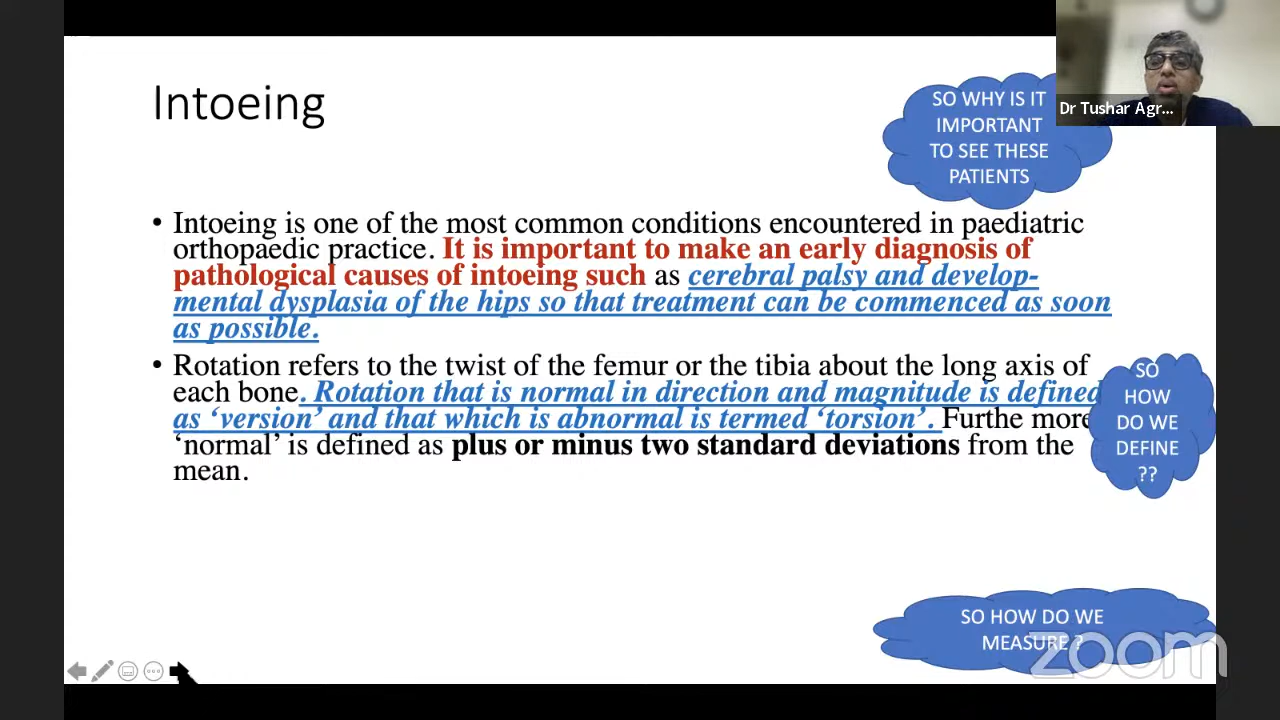 Intoeing
SO WHY IS IT
IMPORTANT
TO SEE THESE
PATIENTS
Dr Tushar Agr...
• Intoeing is one of the most common conditions encountered in paediatric
orthopaedic practice. It is important to make an early diagnosis of
pathological causes of intoeing such as cerebral palsy and develop-
mental dysplasia of the hips so that treatment can be commenced as soon
as possible.
• Rotation refers to the twist of the femur or the tibia about the long axis of
each bone. Rotation that is normal in direction and magnitude is defined
as ‘version’ and that which is abnormal is termed ‘torsion’. Furthe more
‘normal’ is defined as plus or minus two standard deviations from the
mean.
SO
HOW
DO WE
DEFINE
??
SO HOW DO WE
MEASURE ?
zoom